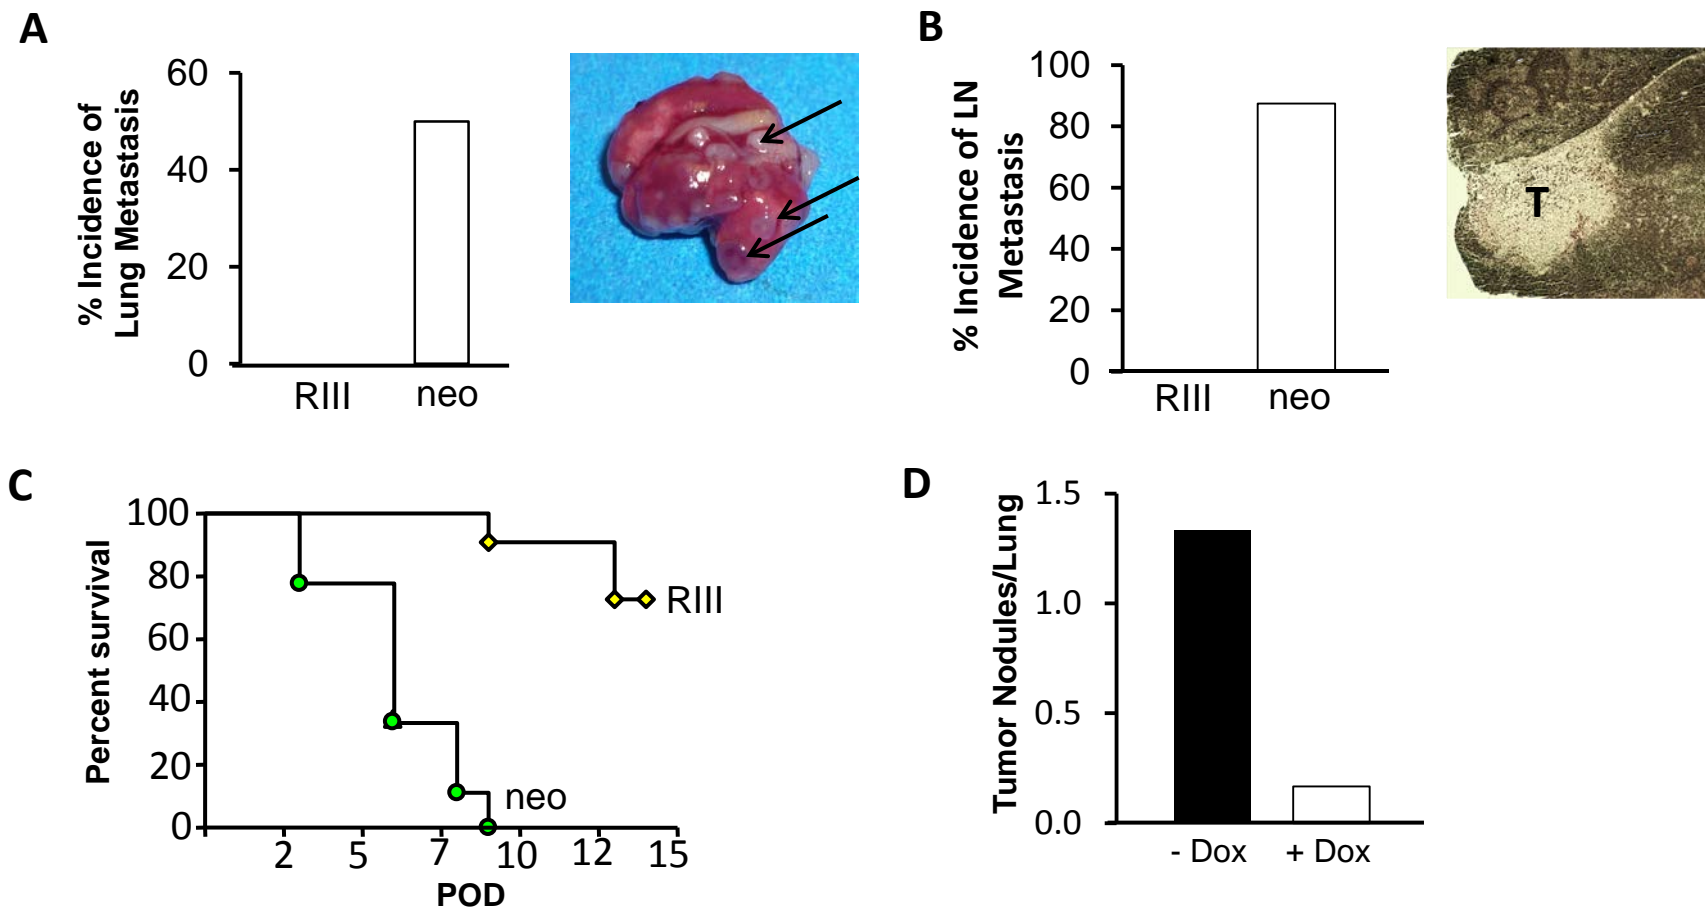 A
% Incidence of
Lung Metastasis
60
40
20
0
RIII
neo
B
% Incidence of LN
Metastasis
100
80
60
40
20
0
RIII
neo
T
C
Percent survival
100
80
60
40
20
0
RIII
neo
2
5
7
10
12
15
POD
D
Tumor Nodules/Lung
1.5
1.0
0.5
0.0
- Dox
+ Dox